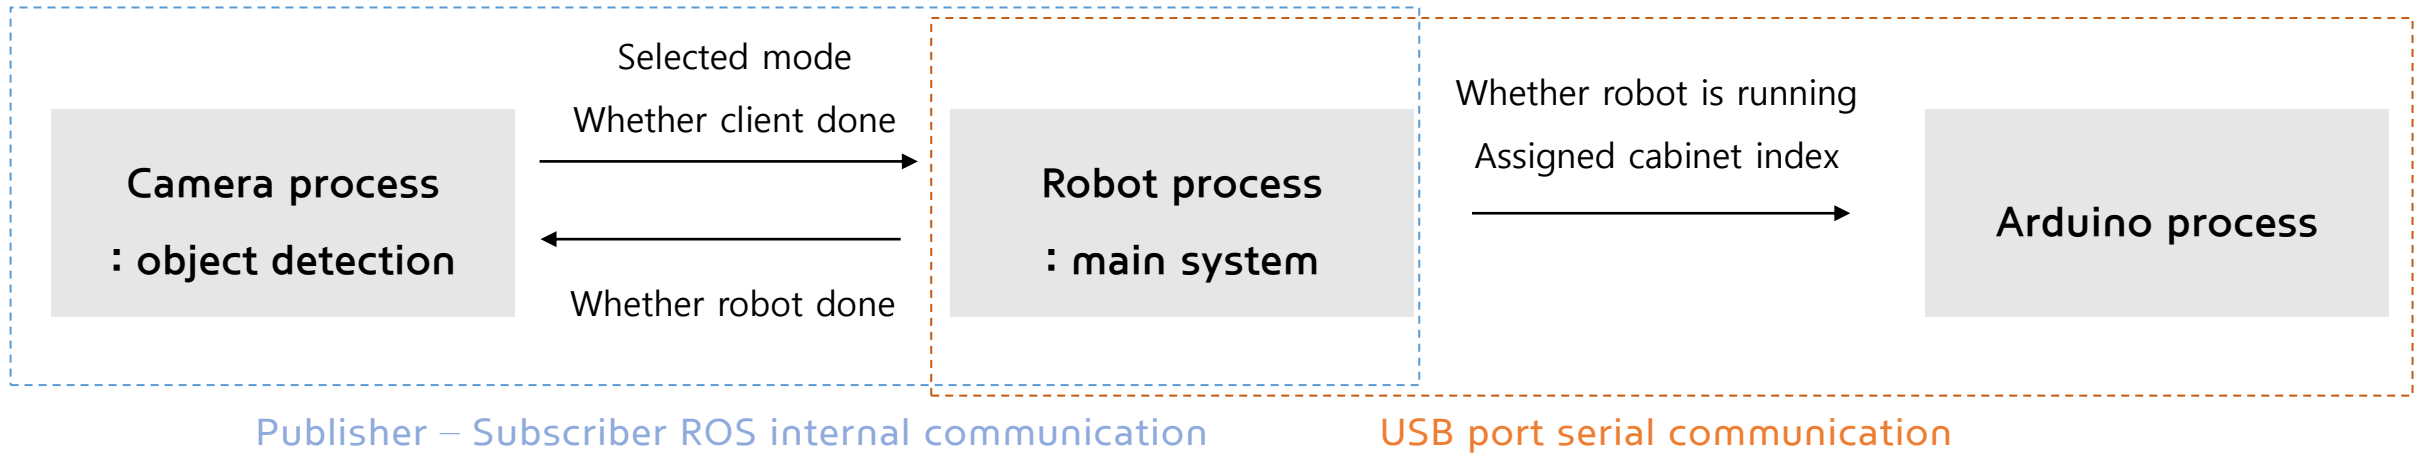 Selected mode
Whether client done
Camera process
: object detection
Whether robot done
Robot process
: main system
Whether robot is running
Assigned cabinet index
Arduino process
Publisher – Subscriber ROS internal communication
USB port serial communication